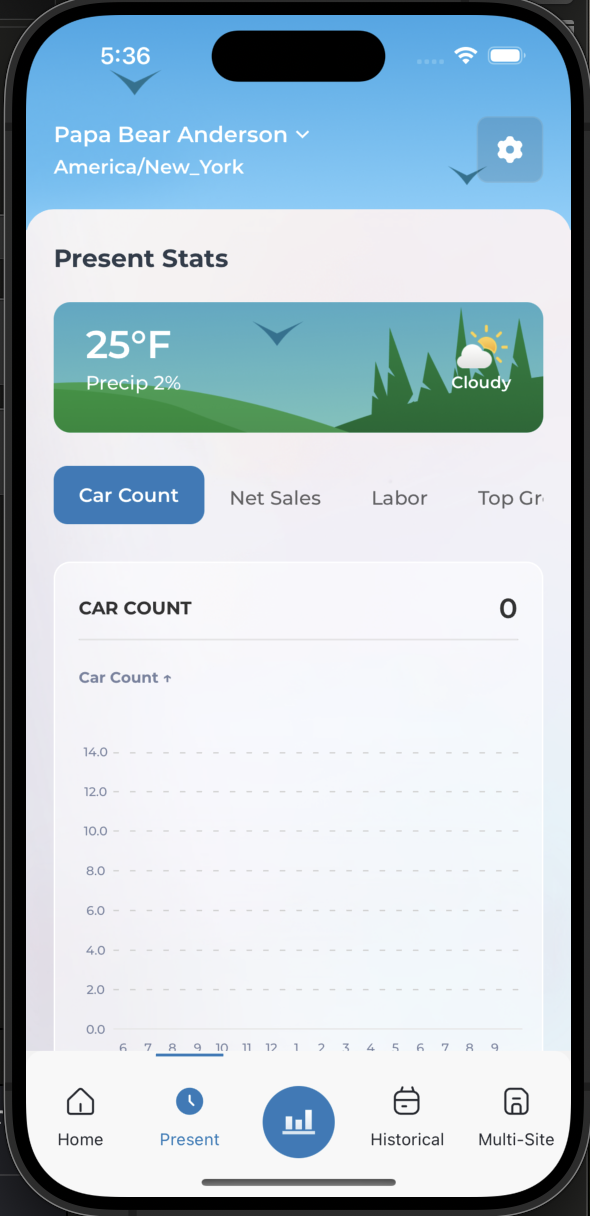 5:36
Papa Bear Anderson
America/New_York
Present Stats
25°F
Precip 2%
Cloudy
Car Count Net Sales Labor Top Gr
CAR COUNT 0
Car Count ↑
14.0
12.0
10.0
8.0
6.0
4.0
2.0
0.0
6 7 8 9 10 11 12 1 2 3 4 5 6 7 8 9
Home Present Historical Multi-Site